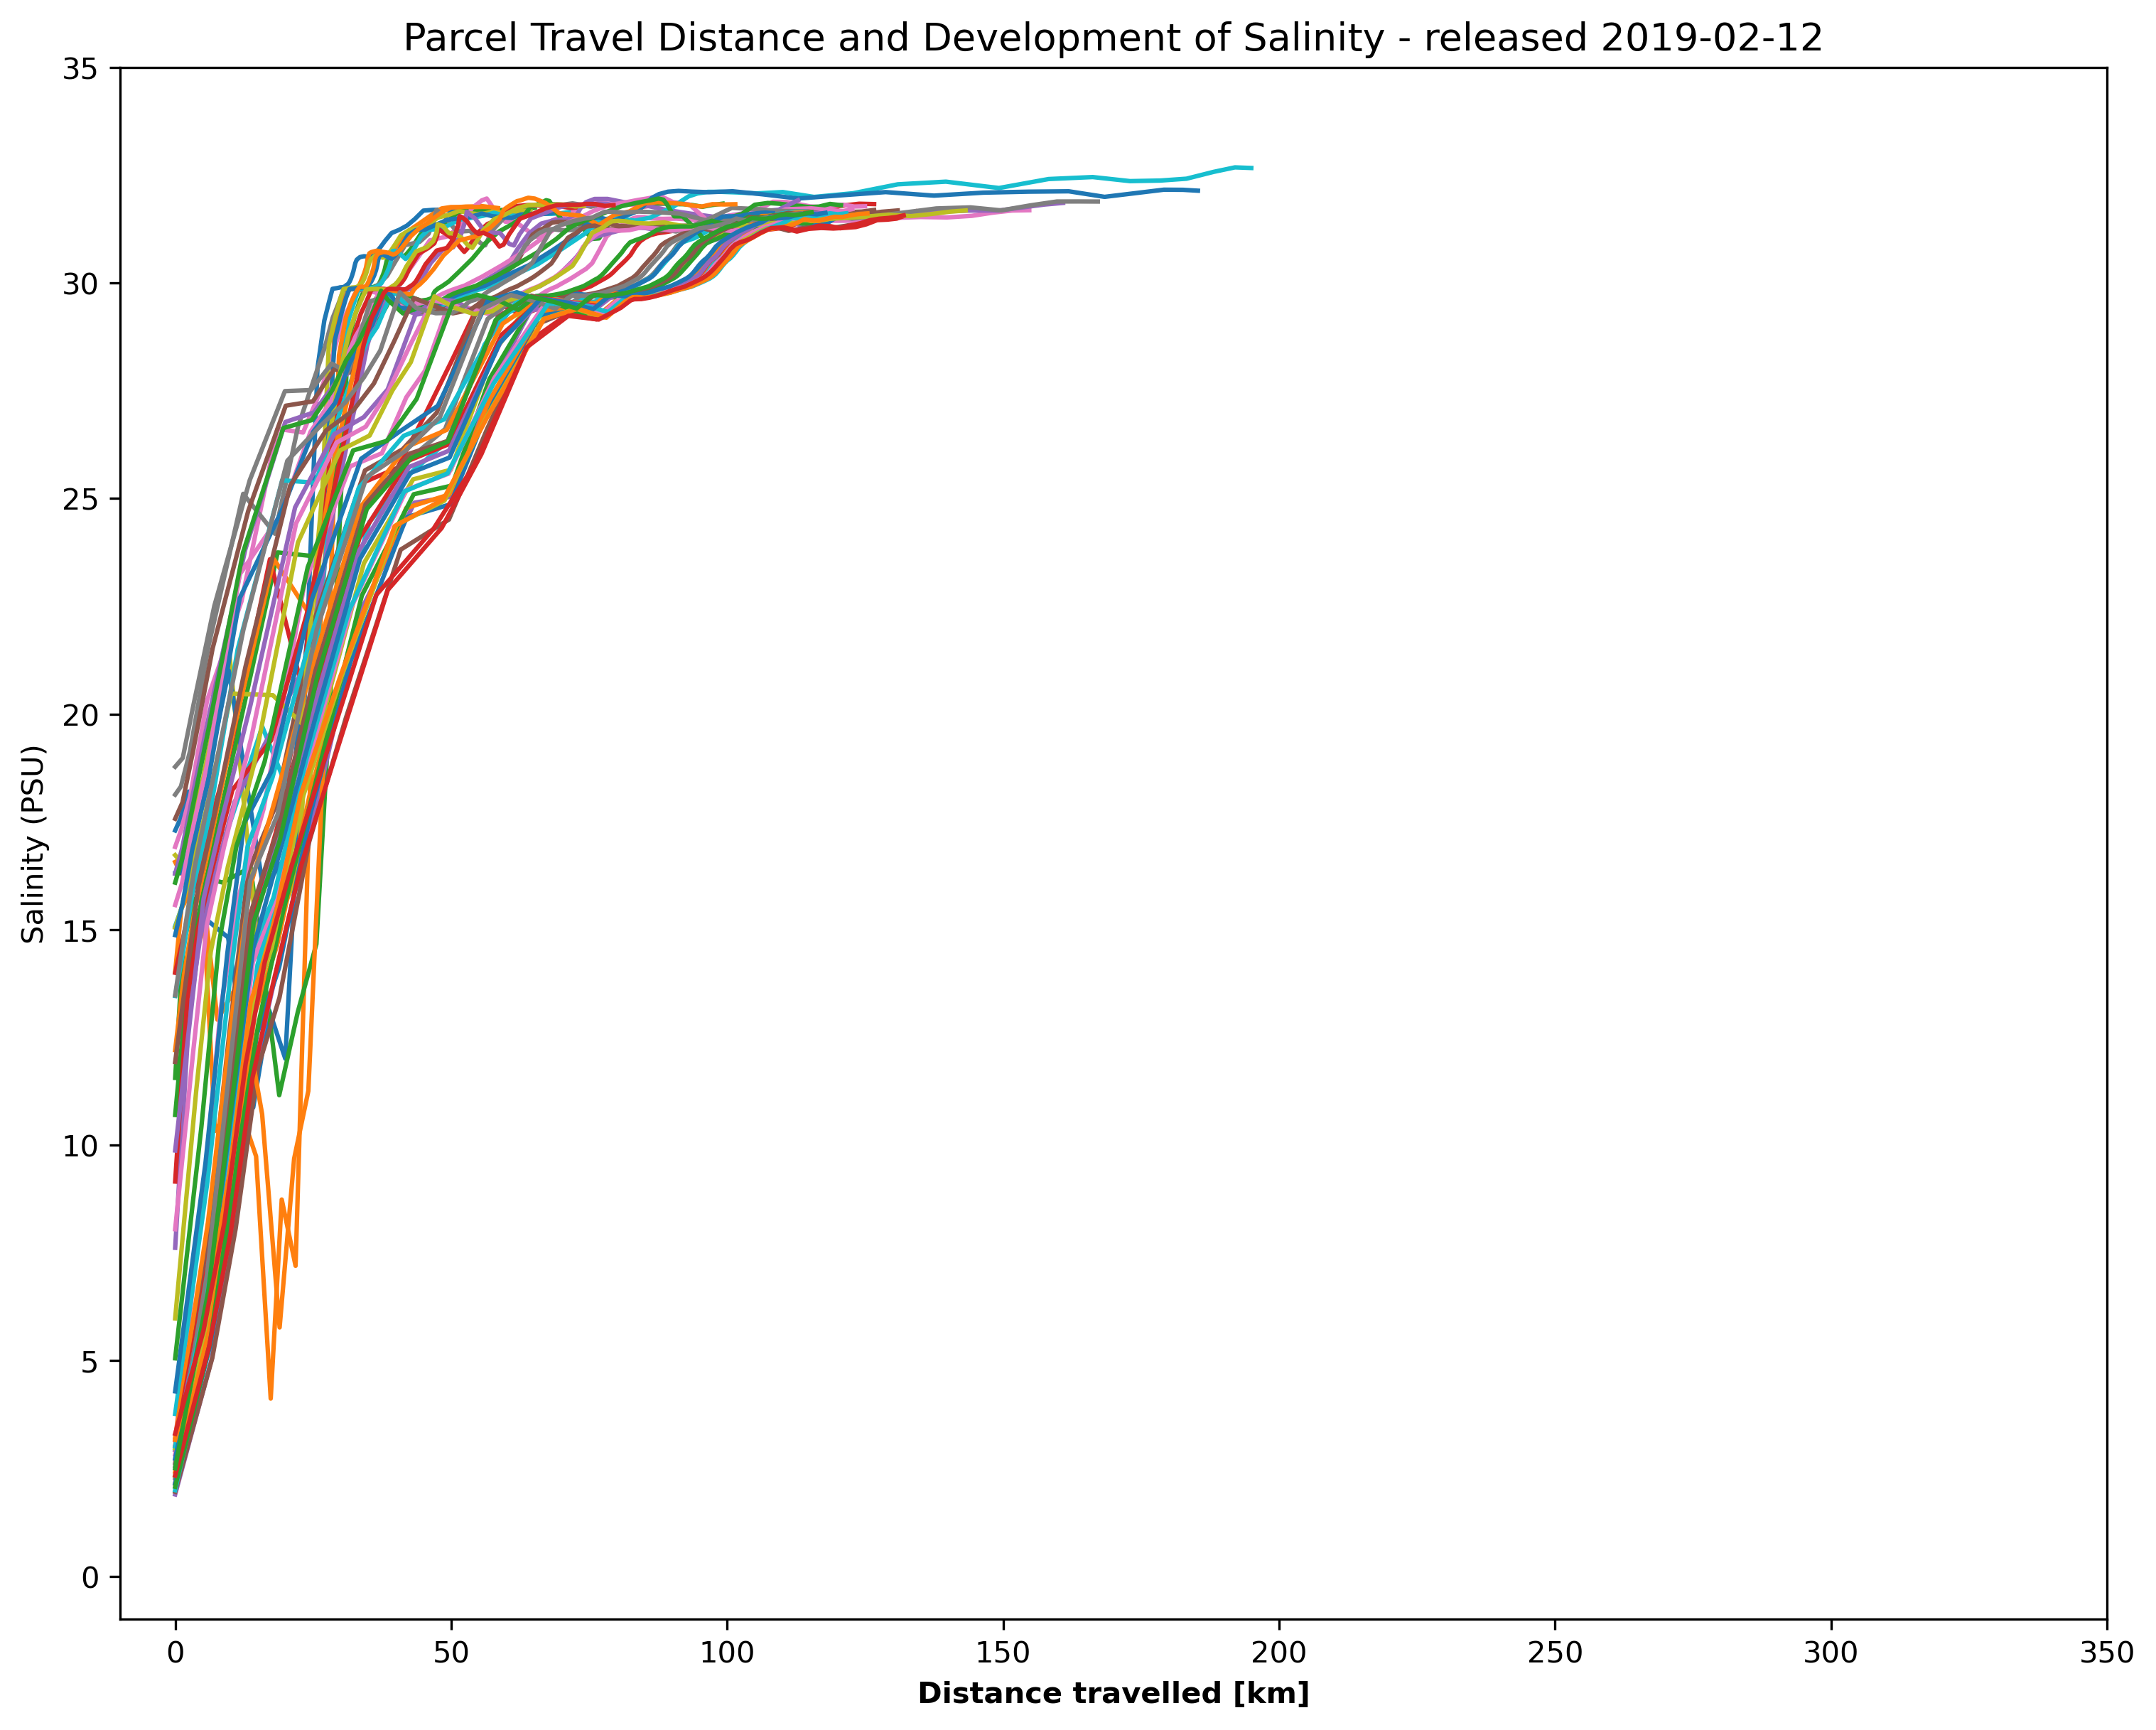 Parcel Travel Distance and Development of Salinity - released 2019-02-12
35
30
25
20
15
10
5
0
Salinity (PSU)
0 50 100 150 200 250 300 350
Distance travelled [km]